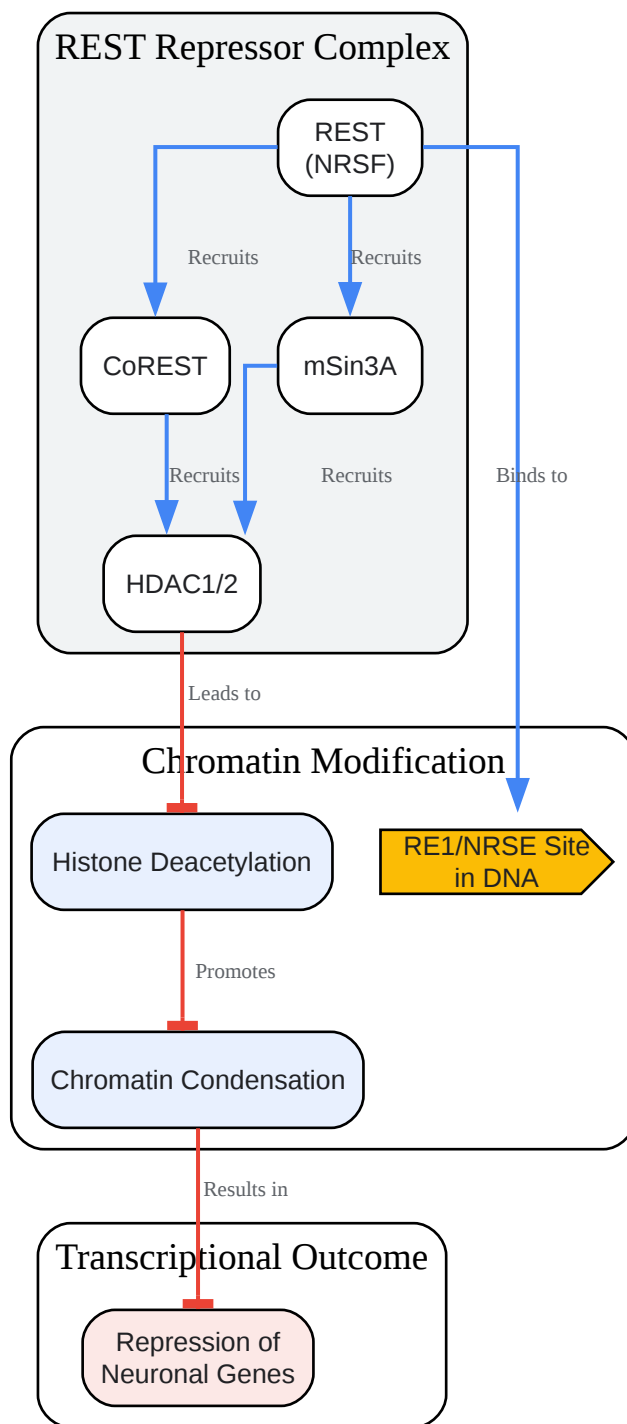 REST Repressor Complex
REST
(NRSF)
Recruits
Recruits
CoREST
mSin3A
Recruits
Recruits
Binds to
HDAC1/2
Leads to
Chromatin Modification
RE1/NRSE Site
in DNA
Histone Deacetylation
Promotes
Chromatin Condensation
Results in
Transcriptional Outcome
Repression of
Neuronal Genes